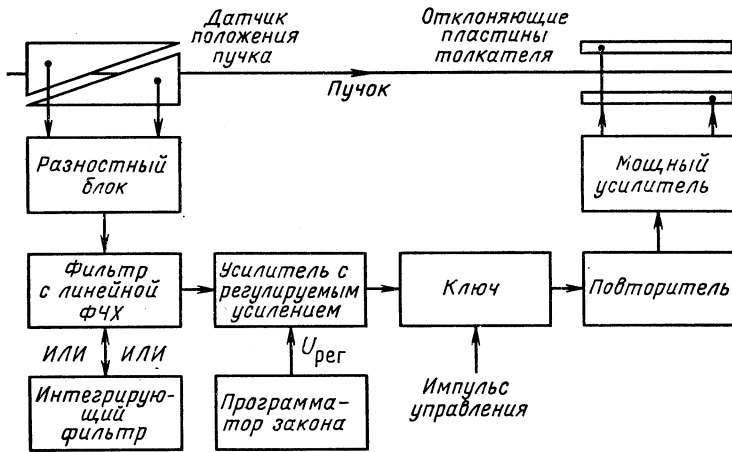 Датчик
положения
пучка
Отклоняющие
пластины
толкателя
Пучок
Разностный
блок
Мощный
усилитель
Фильтр
с линейной
ФЧХ
Усилитель с
регулируемым
усилением
Ключ
Повторитель
ИЛИ ИЛИ
Uрег
Интегрирую-
щий
фильтр
Программа-
тор закона
Импульс
управления